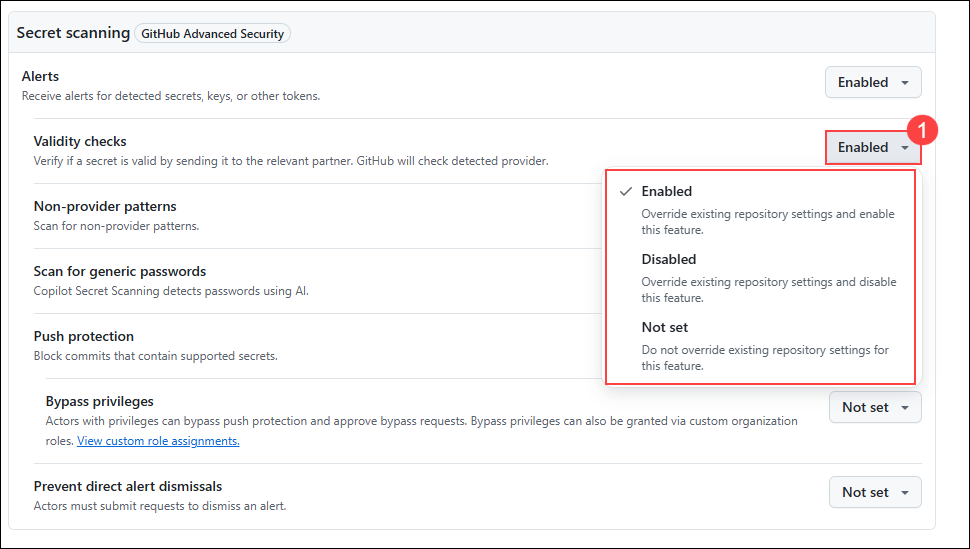 Secret scanning GitHub Advanced Security
Alerts
Receive alerts for detected secrets, keys, or other tokens.
Enabled
Validity checks
Verify if a secret is valid by sending it to the relevant partner. GitHub will check detected provider.
Enabled
1
Enabled
Override existing repository settings and enable
this feature.
Disabled
Override existing repository settings and disable
this feature.
Not set
Do not override existing repository settings for
this feature.
Non-provider patterns
Scan for non-provider patterns.
Scan for generic passwords
Copilot Secret Scanning detects passwords using AI.
Push protection
Block commits that contain supported secrets.
Bypass privileges
Actors with privileges can bypass push protection and approve bypass requests. Bypass privileges can also be granted via custom organization
roles. View custom role assignments.
Not set
Prevent direct alert dismissals
Actors must submit requests to dismiss an alert.
Not set